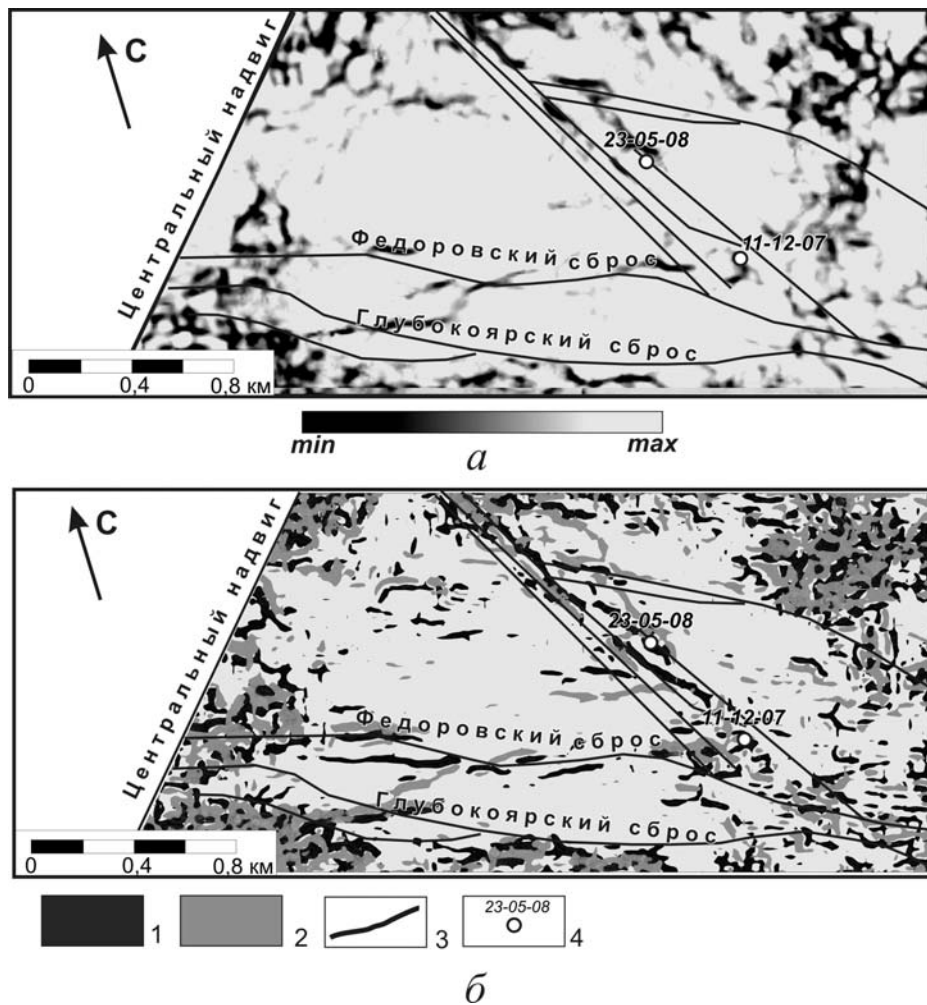 С
Центральный надвиг
23-05-08
11-12-07
Федоровский сброс
Глубокоярский сброс
0 0,4 0,8 км
min max
а
С
Центральный надвиг
23-05-08
11-12-07
Федоровский сброс
Глубокоярский сброс
0 0,4 0,8 км
1 2 3 23-05-08 4
б